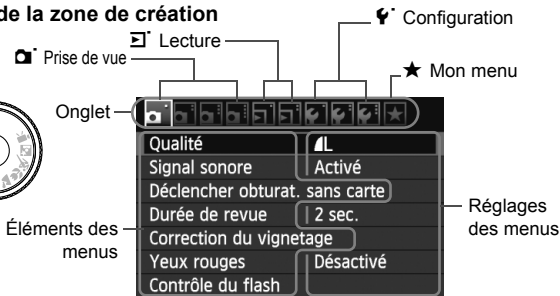 de la zone de création
Configuration
Lecture
Prise de vue
Mon menu
Onglet
Qualité L
Signal sonore Activé
Déclencher obturat. sans carte
Durée de revue 2 sec.
Correction du vignetage
Yeux rouges Désactivé
Contrôle du flash
Éléments des
menus
Réglages
des menus